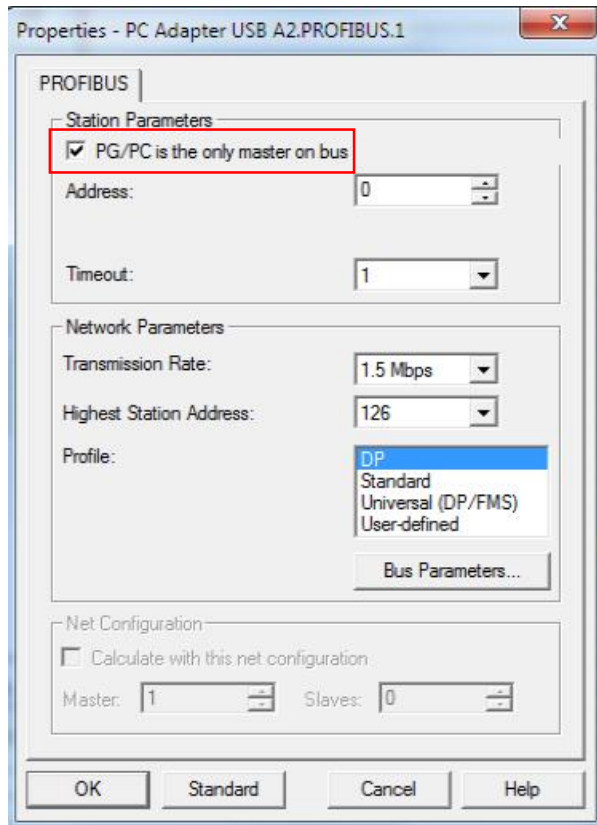 Properties - PC Adapter USB A2.PROFIBUS.1
x
PROFIBUS
Station Parameters
PG/PC is the only master on bus
Address: 0
Timeout: 1
Network Parameters
Transmission Rate: 1.5 Mbps
Highest Station Address: 126
Profile: DP
Standard
Universal (DP/FMS)
User-defined
Bus Parameters...
Net Configuration
Calculate with this net configuration
Master: 1 Slaves: 0
OK Standard Cancel Help